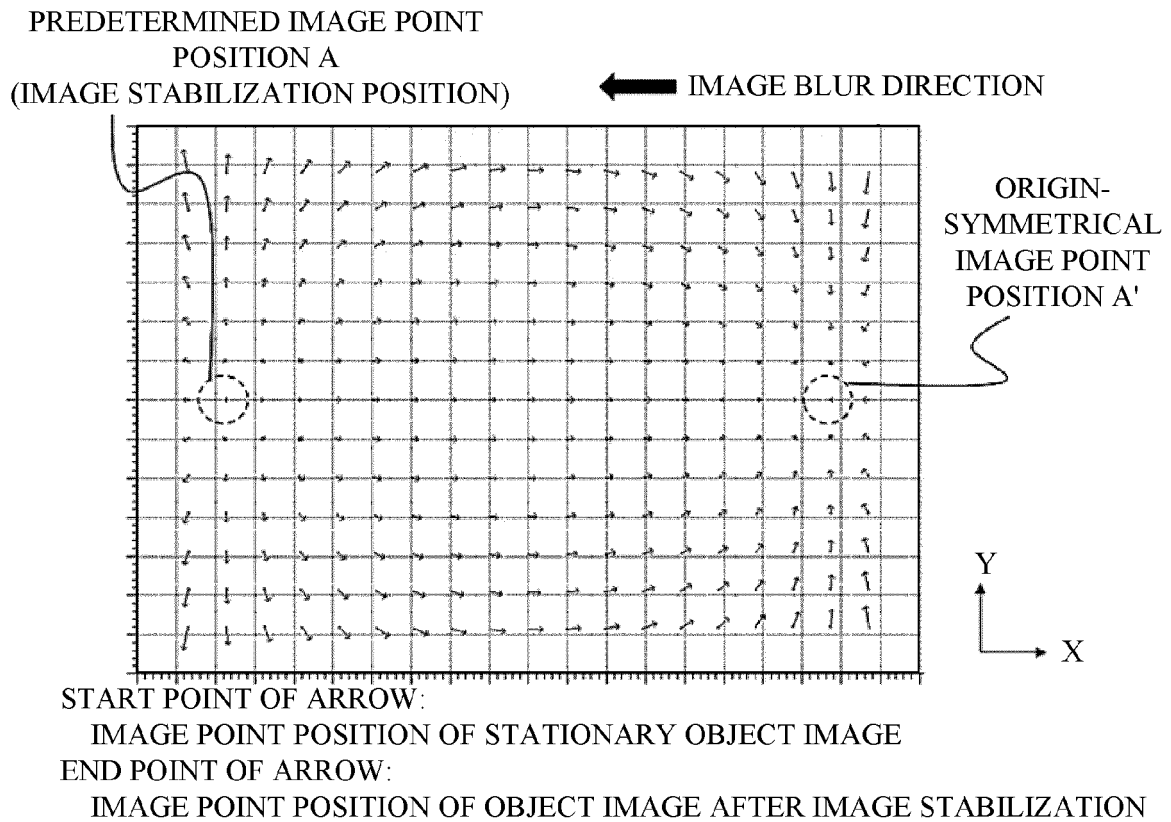 PREDETERMINED IMAGE POINT
POSITION A
(IMAGE STABILIZATION POSITION)
IMAGE BLUR DIRECTION
ORIGIN-
SYMMETRICAL
IMAGE POINT
POSITION A'
Y
X
START POINT OF ARROW:
IMAGE POINT POSITION OF STATIONARY OBJECT IMAGE
END POINT OF ARROW:
IMAGE POINT POSITION OF OBJECT IMAGE AFTER IMAGE STABILIZATION